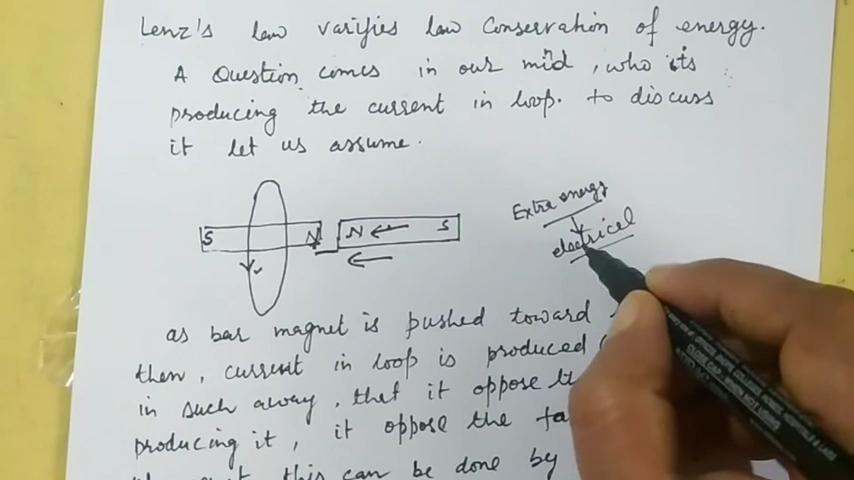 Lenz's law varifies law conservation of energy.
A Question comes in our mind, who is
producing the current in loop. to discuss
it let us assume.
S N N S
Extra energy
electrical
as bar magnet is pushed toward
then, current in loop is produced
in such away, that it oppose
producing it, it oppose the
this can be done by